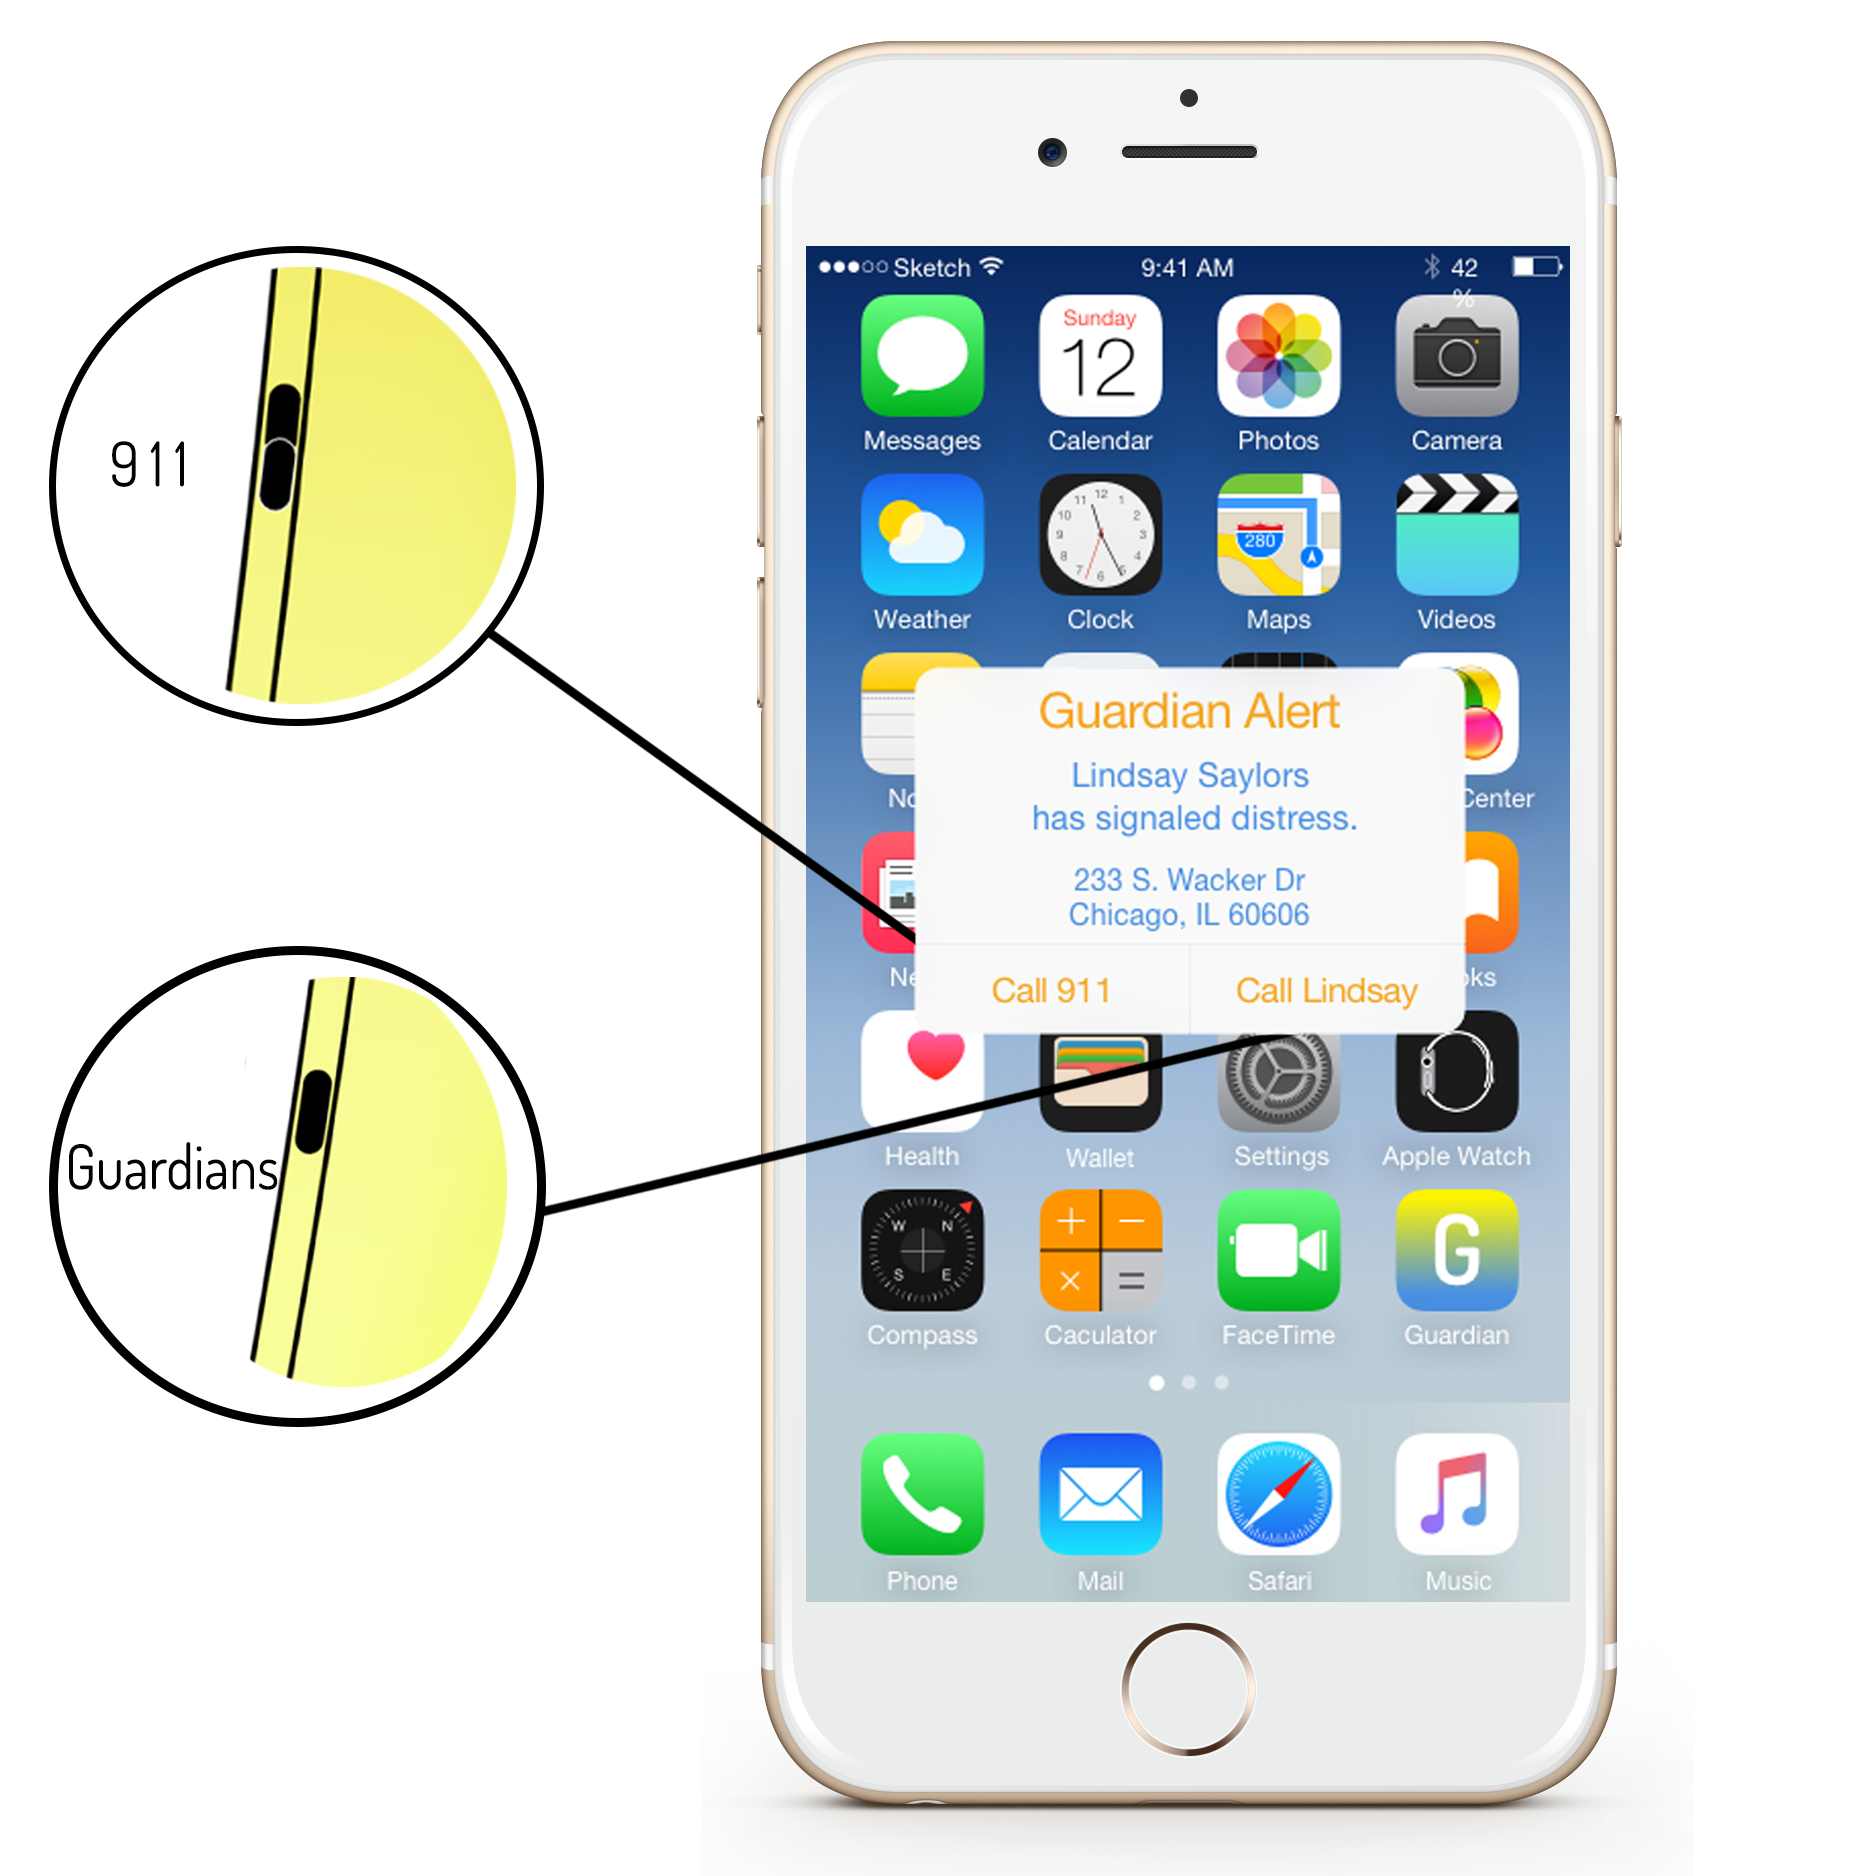 Sketch 9:41 AM 42
%
Sunday
12
280
Messages Calendar Photos Camera
911
Weather Clock Maps Videos
Guardian Alert
Lindsay Saylors
has signaled distress.
Center
233 S. Wacker Dr
Chicago, IL 60606
Call 911 Call Lindsay
Guardians
Health Wallet Settings Apple Watch
W N
S E
G
Compass Caculator FaceTime Guardian
Phone Mail Safari Music